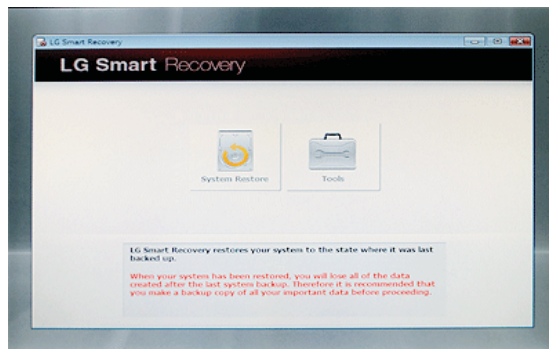 LG Smart Recovery
LG Smart Recovery
System Restore
Tools
LG Smart Recovery restores your system to the state where it was last
backed up.
When your system has been restored, you will lose all of the data
created after the last system backup. Therefore it is recommended that
you make a backup copy of all your important data before proceeding.